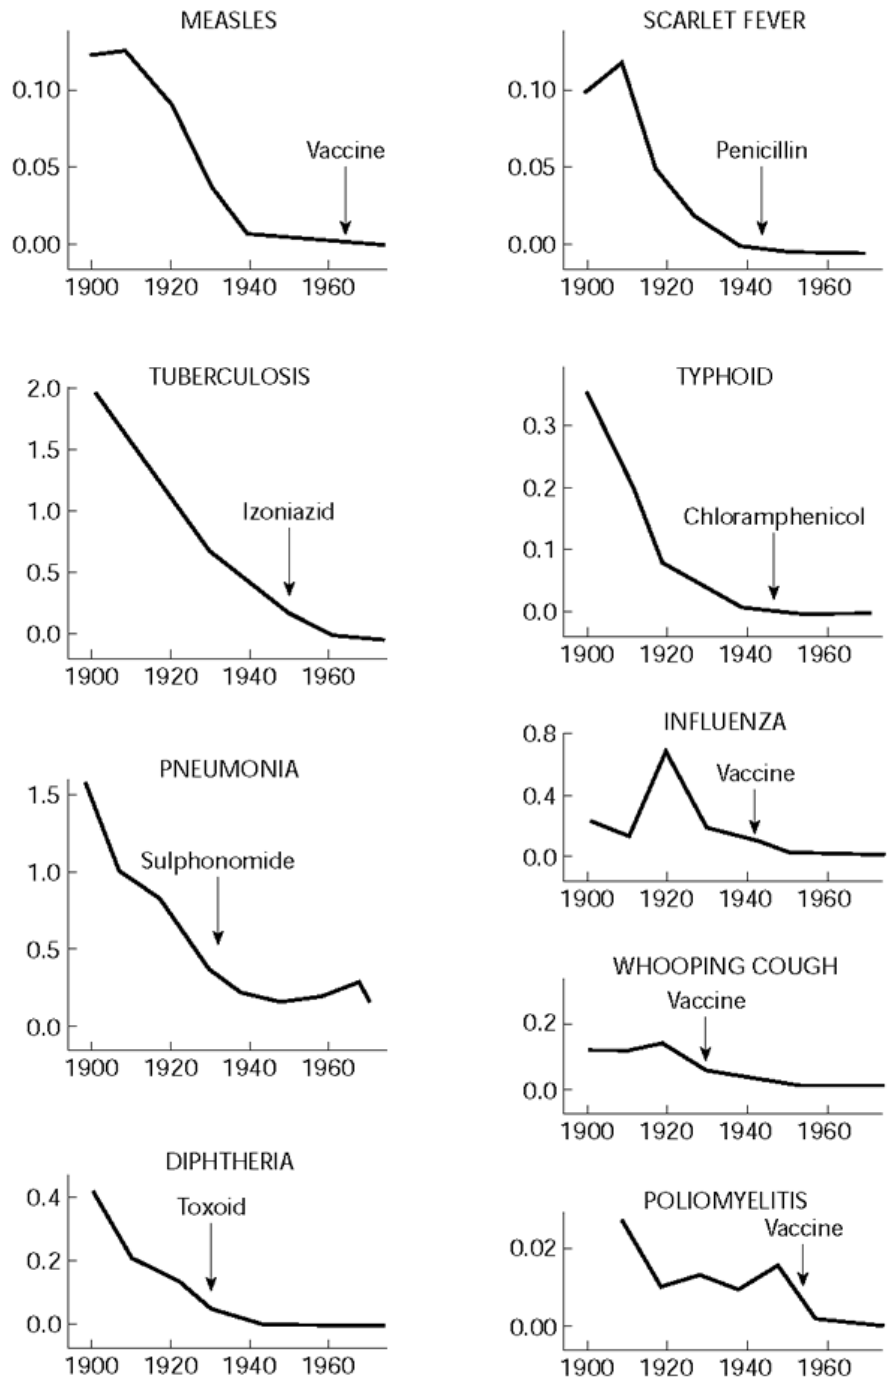 MEASLES
0.10
0.05
0.00
Vaccine
1900 1920 1940 1960
SCARLET FEVER
0.10
0.05
0.00
Penicillin
1900 1920 1940 1960
TUBERCULOSIS
2.0
1.5
1.0
0.5
0.0
Izoniazid
1900 1920 1940 1960
TYPHOID
0.3
0.2
0.1
0.0
Chloramphenicol
1900 1920 1940 1960
PNEUMONIA
1.5
1.0
0.5
0.0
Sulphonomide
1900 1920 1940 1960
INFLUENZA
0.8
0.4
0.0
Vaccine
1900 1920 1940 1960
WHOOPING COUGH
Vaccine
0.2
0.0
1900 1920 1940 1960
DIPHTHERIA
0.4
0.2
0.0
Toxoid
1900 1920 1940 1960
POLIOMYELITIS
Vaccine
0.02
0.00
1900 1920 1940 1960